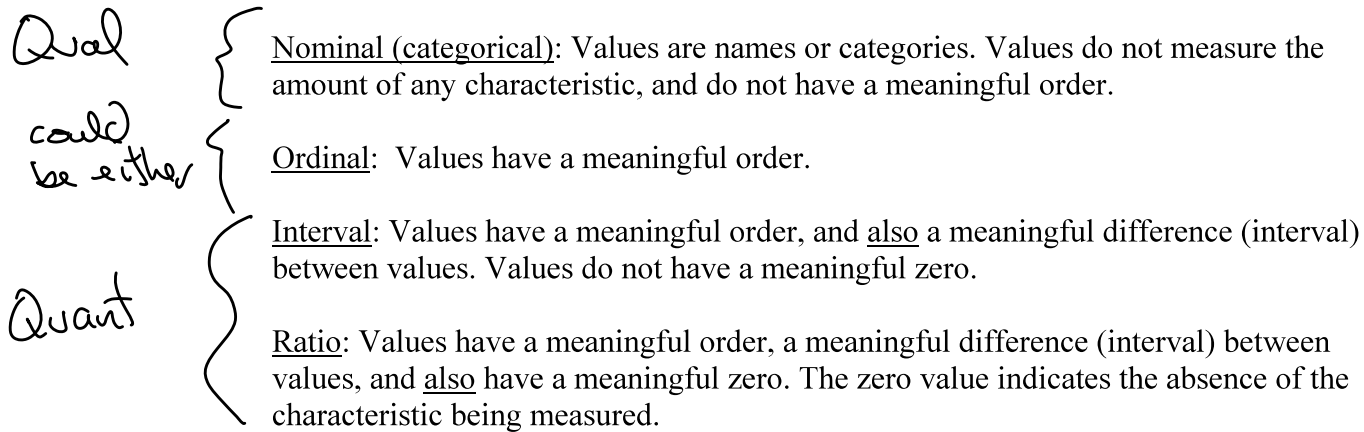 Qual
Nominal (categorical): Values are names or categories. Values do not measure the
amount of any characteristic, and do not have a meaningful order.
could
be either
Ordinal:  Values have a meaningful order.
Interval: Values have a meaningful order, and also a meaningful difference (interval)
between values. Values do not have a meaningful zero.
Quant
Ratio: Values have a meaningful order, a meaningful difference (interval) between
values, and also have a meaningful zero. The zero value indicates the absence of the
characteristic being measured.